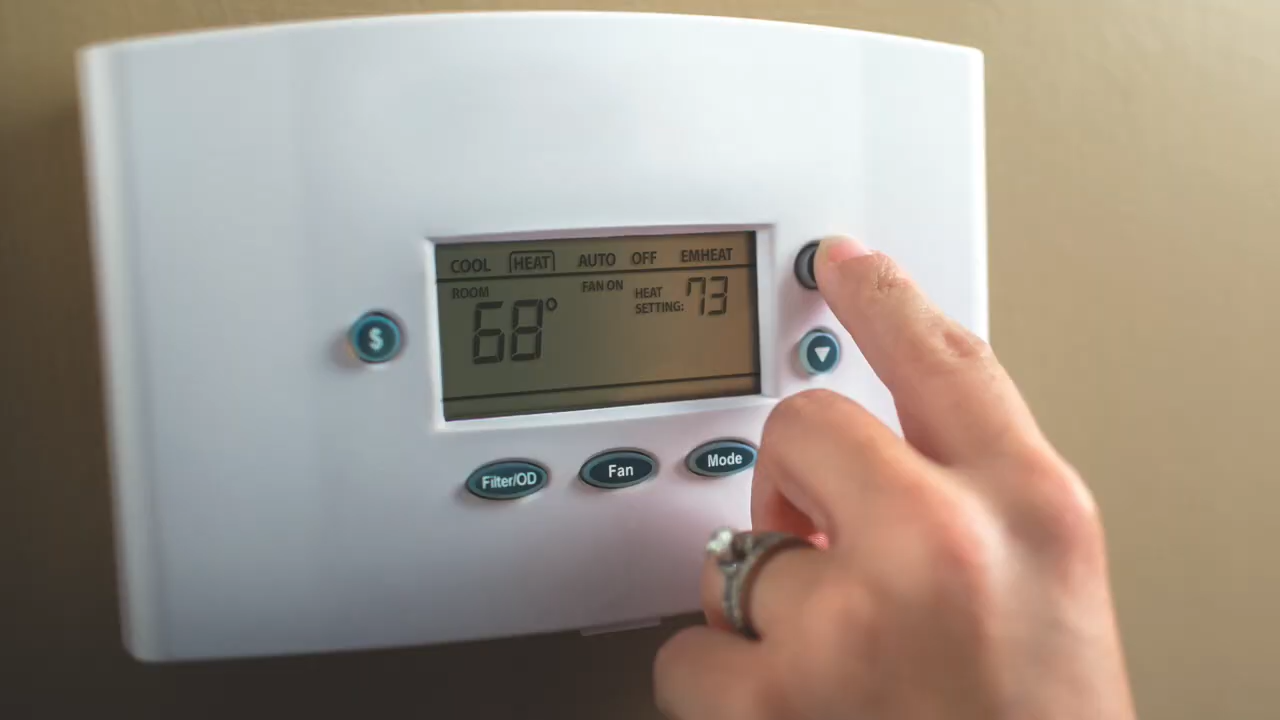 COOL HEAT AUTO OFF EMHEAT
ROOM FAN ON HEAT SETTING: 73
68°
$
Filter/OD Fan Mode